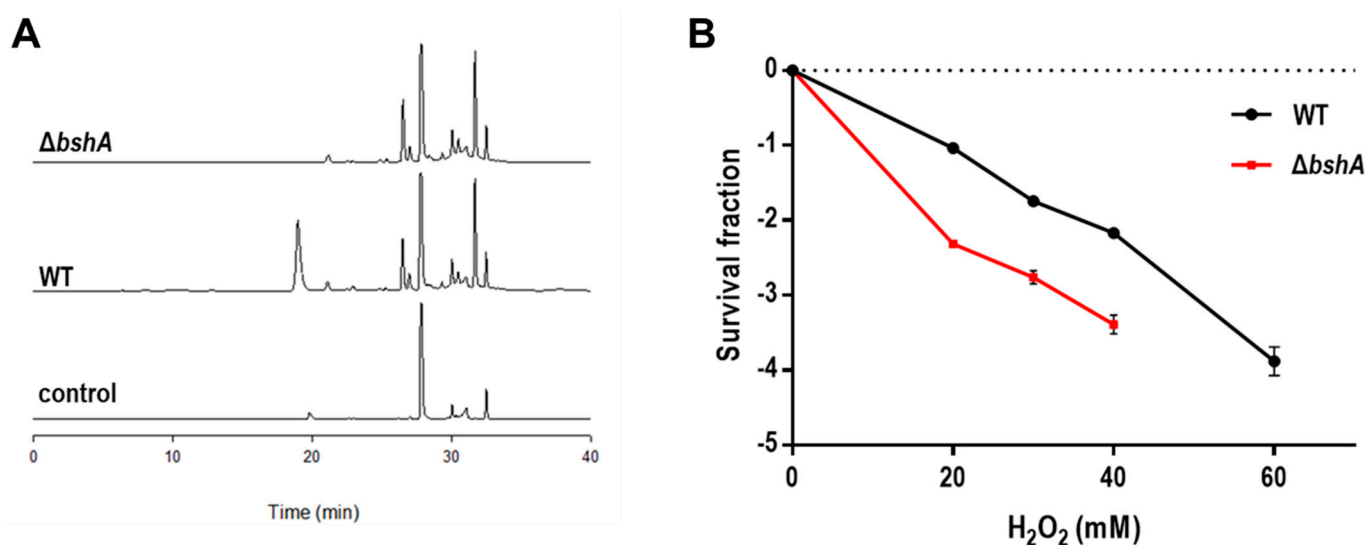 A
ΔbshA
WT
control
0 10 20 30 40
Time (min)
B
0
-1
-2
-3
-4
-5
Survival fraction
WT
ΔbshA
0 20 40 60
H₂O₂ (mM)